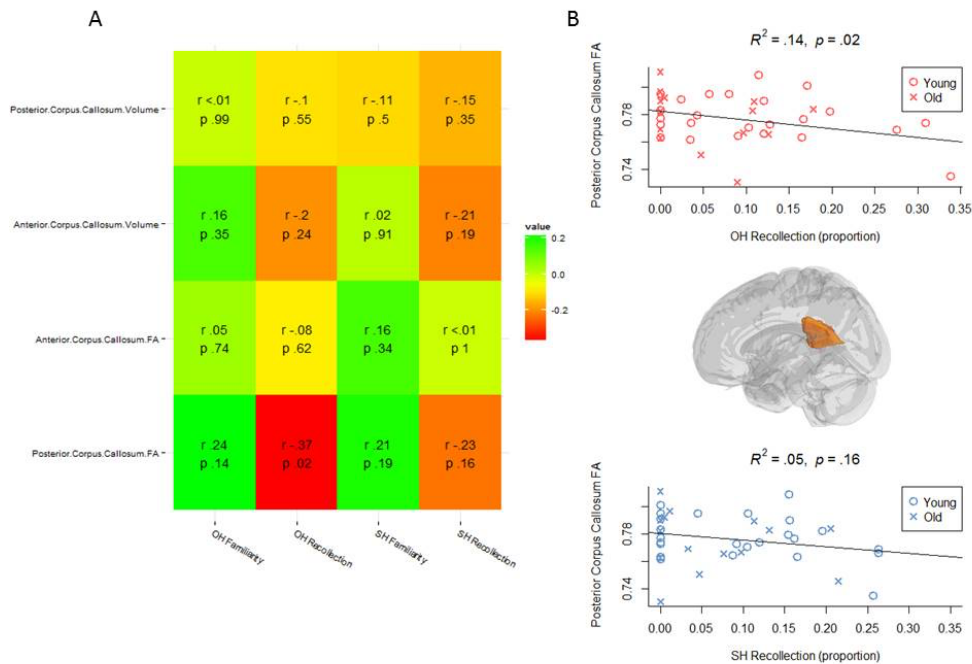 A
Posterior.Corpus.Callosum.Volume
r <.01
p .99
r -.1
p .55
r -.11
p .5
r -.15
p .35
Anterior.Corpus.Callosum.Volume
r .16
p .35
r -.2
p .24
r .02
p .91
r -.21
p .19
Anterior.Corpus.Callosum.FA
r .05
p .74
r -.08
p .62
r .16
p .34
r <.01
p 1
Posterior.Corpus.Callosum.FA
r .24
p .14
r -.37
p .02
r .21
p .19
r -.23
p .16
OH Familiarity
OH Recollection
SH Familiarity
SH Recollection
value
0.2
0.0
-0.2
B
R² = .14, p = .02
Young
Old
Posterior Corpus Callosum FA
0.78
0.74
0.00 0.05 0.10 0.15 0.20 0.25 0.30 0.35
OH Recollection (proportion)
R² = .05, p = .16
Young
Old
Posterior Corpus Callosum FA
0.78
0.74
0.00 0.05 0.10 0.15 0.20 0.25 0.30 0.35
SH Recollection (proportion)